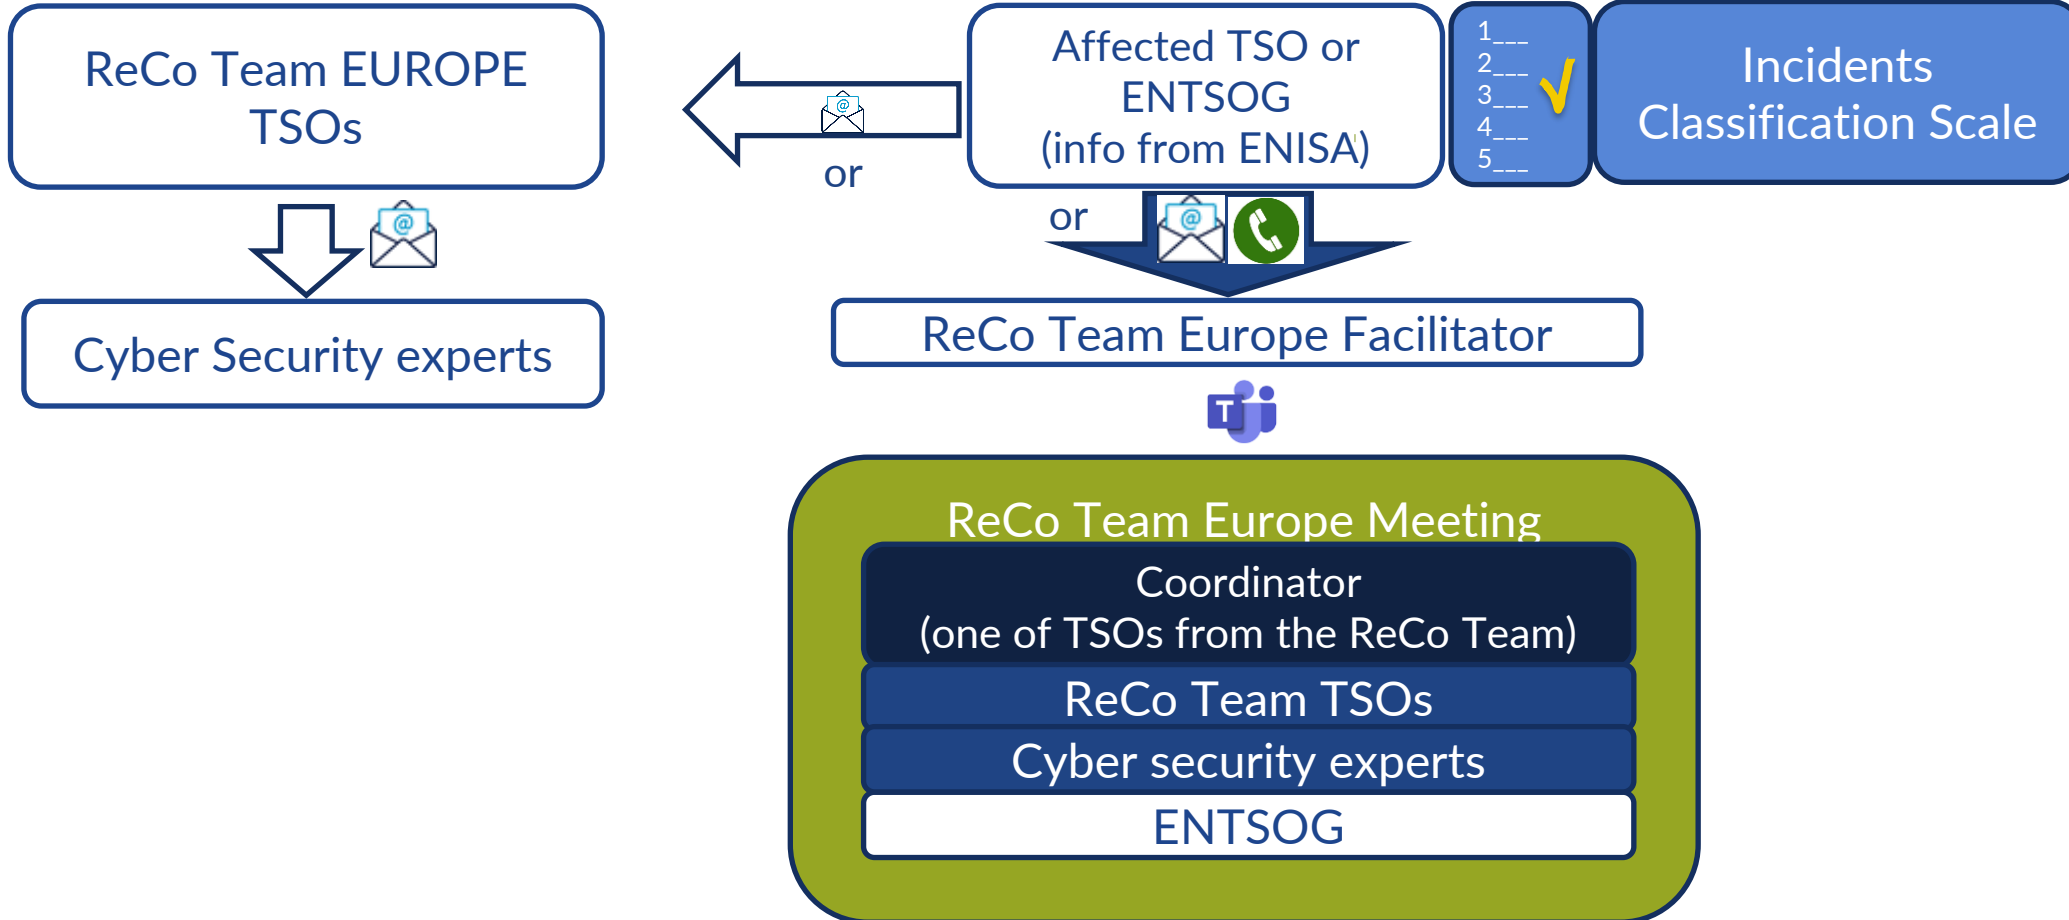 ReCo Team EUROPE
TSOs
@
Cyber Security experts
@
or
Affected TSO or
ENTSOG
(info from ENISA)
1___
2___
3___
4___
5___
Incidents
Classification Scale
or
@
ReCo Team Europe Facilitator
T
ReCo Team Europe Meeting
Coordinator
(one of TSOs from the ReCo Team)
ReCo Team TSOs
Cyber security experts
ENTSOG